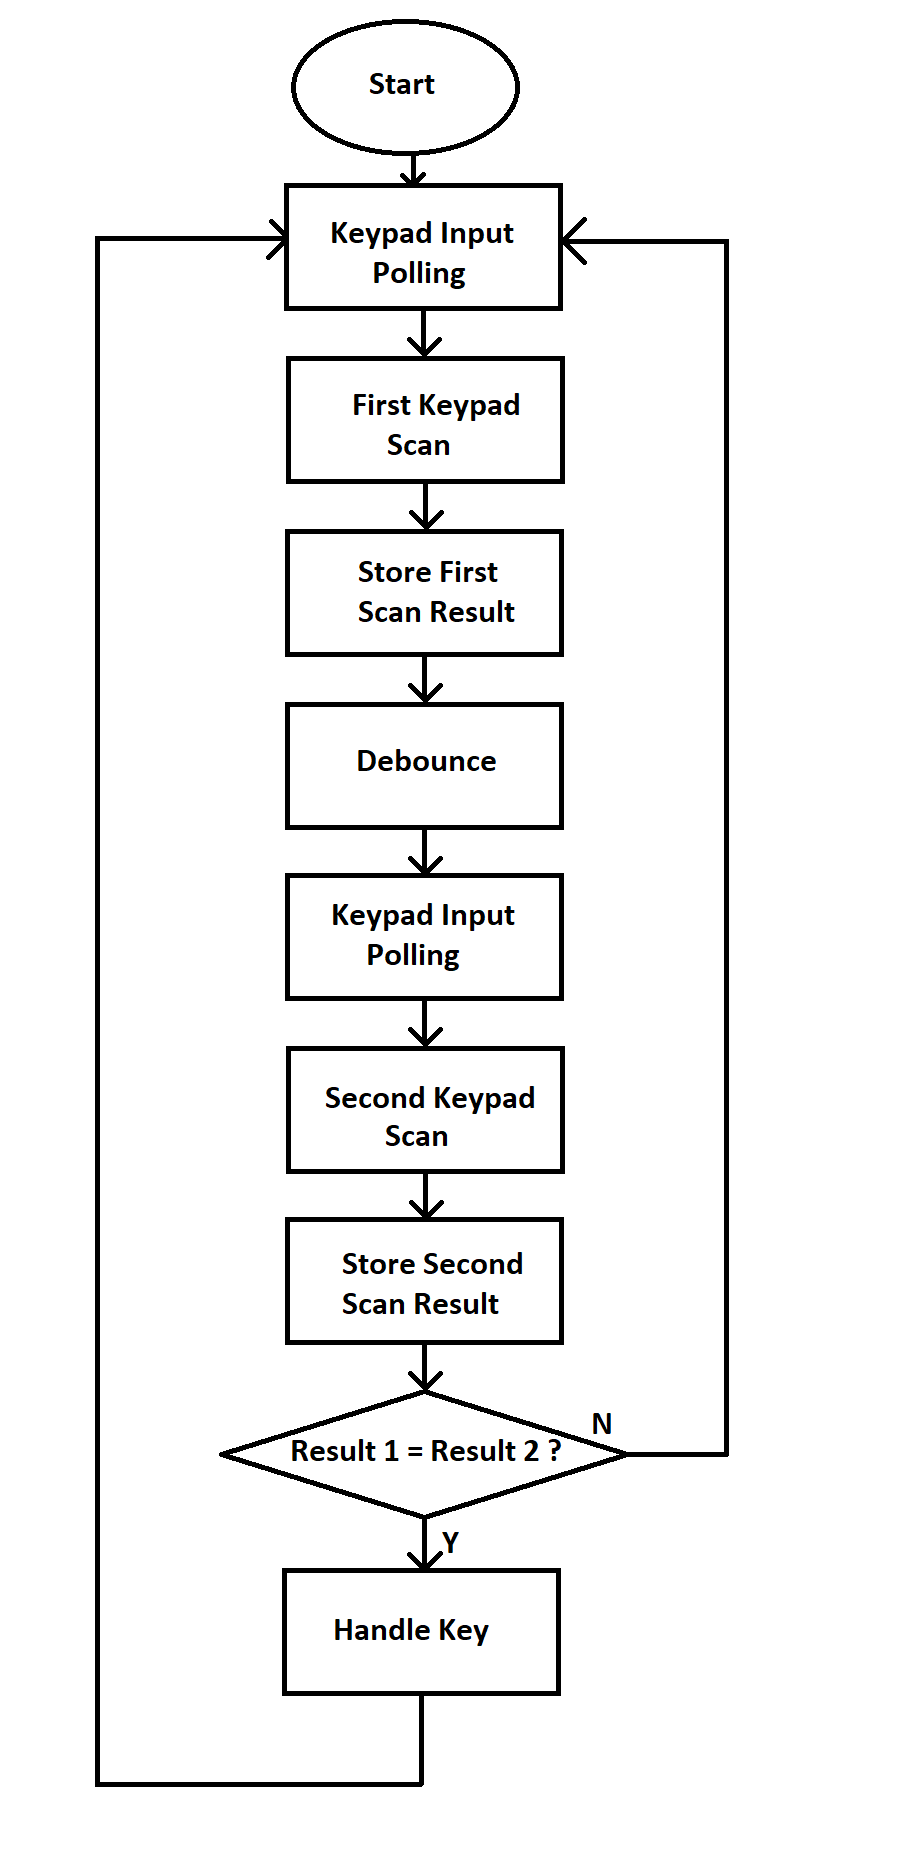 Start
Keypad Input
Polling
First Keypad
Scan
Store First
Scan Result
Debounce
Keypad Input
Polling
Second Keypad
Scan
Store Second
Scan Result
Result 1 = Result 2 ?
N
Y
Handle Key